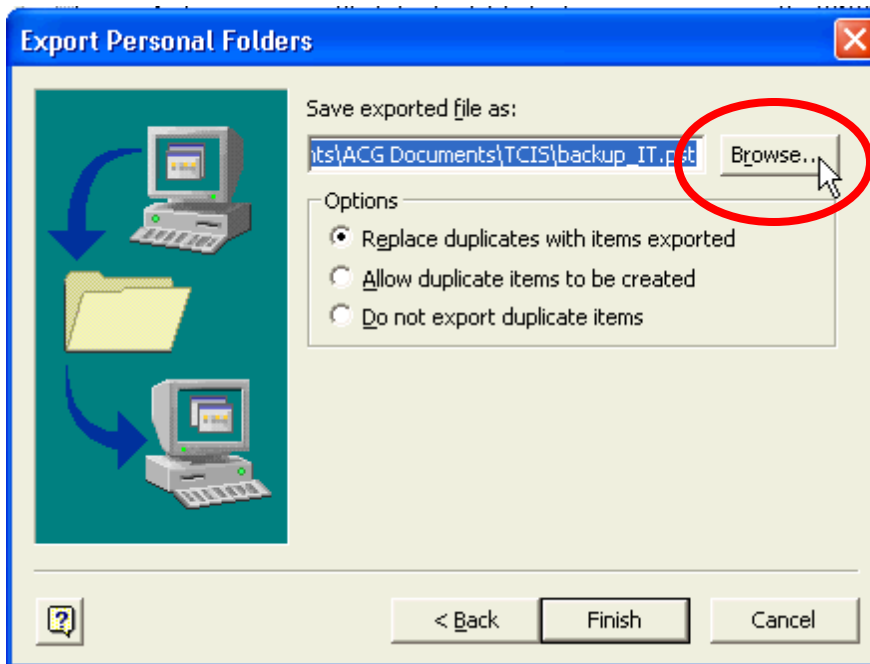 Export Personal Folders
Save exported file as:
nts\ACG Documents\TCIS\backup_IT.pst
Browse...
Options
Replace duplicates with items exported
Allow duplicate items to be created
Do not export duplicate items
< Back
Finish
Cancel